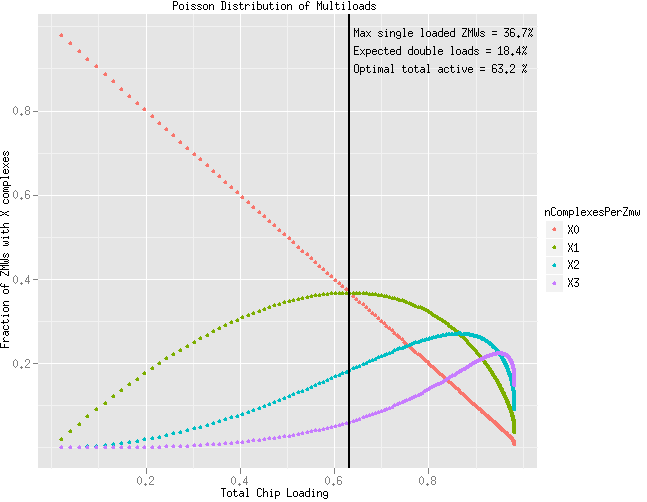 Poisson Distribution of Multiloads
Max single loaded ZMWs = 36.7%
Expected double loads = 18.4%
Optimal total active = 63.2 %
Fraction of ZMWs with X complexes
0.8
0.6
0.4
0.2
0.2 0.4 0.6 0.8
Total Chip Loading
nComplexesPerZmw
X0
X1
X2
X3